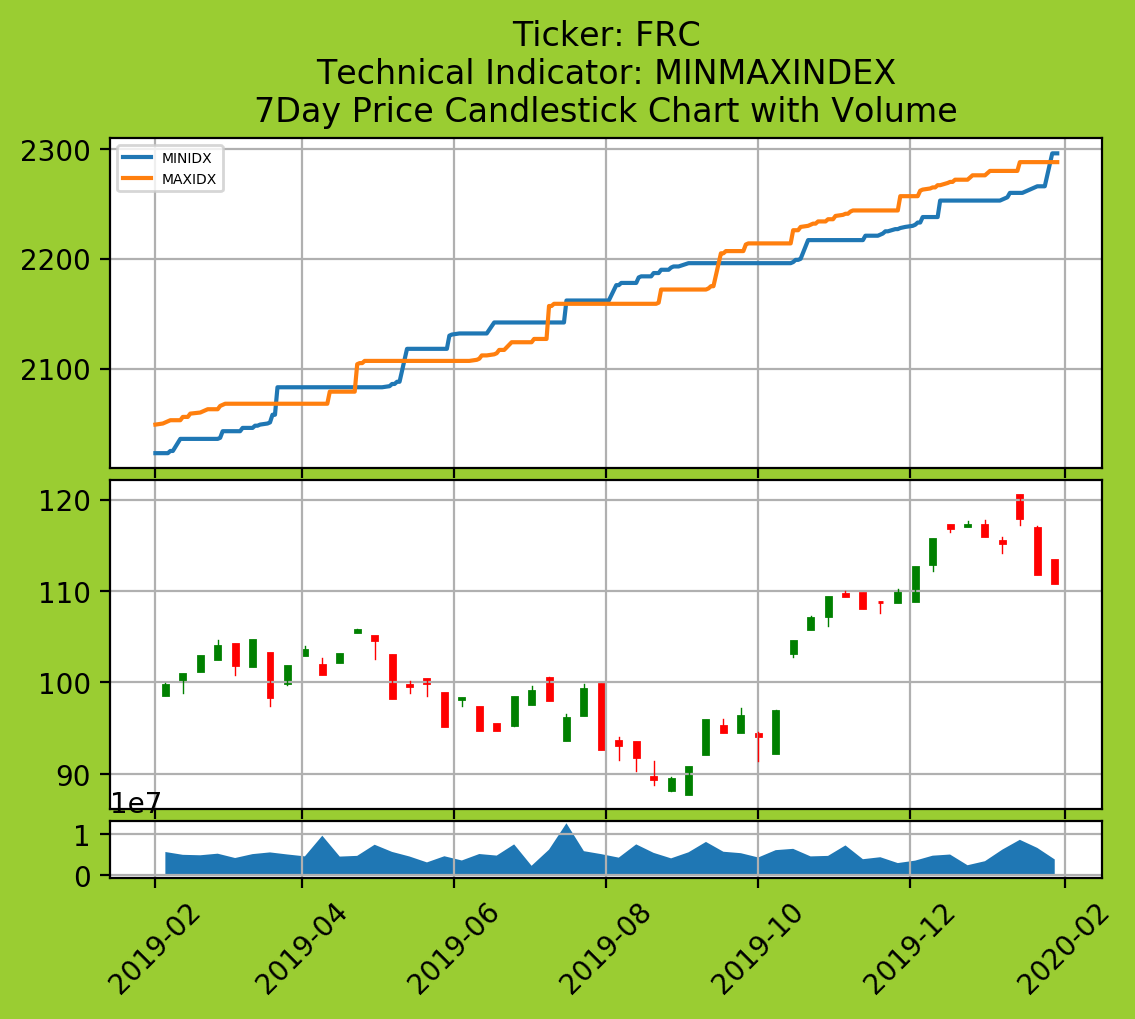 Ticker: FRC
Technical Indicator: MINMAXINDEX
7Day Price Candlestick Chart with Volume
2300
2200
2100
MINIDX
MAXIDX
120
110
100
90
1e7
1
0
2019-02
2019-04
2019-06
2019-08
2019-10
2019-12
2020-02